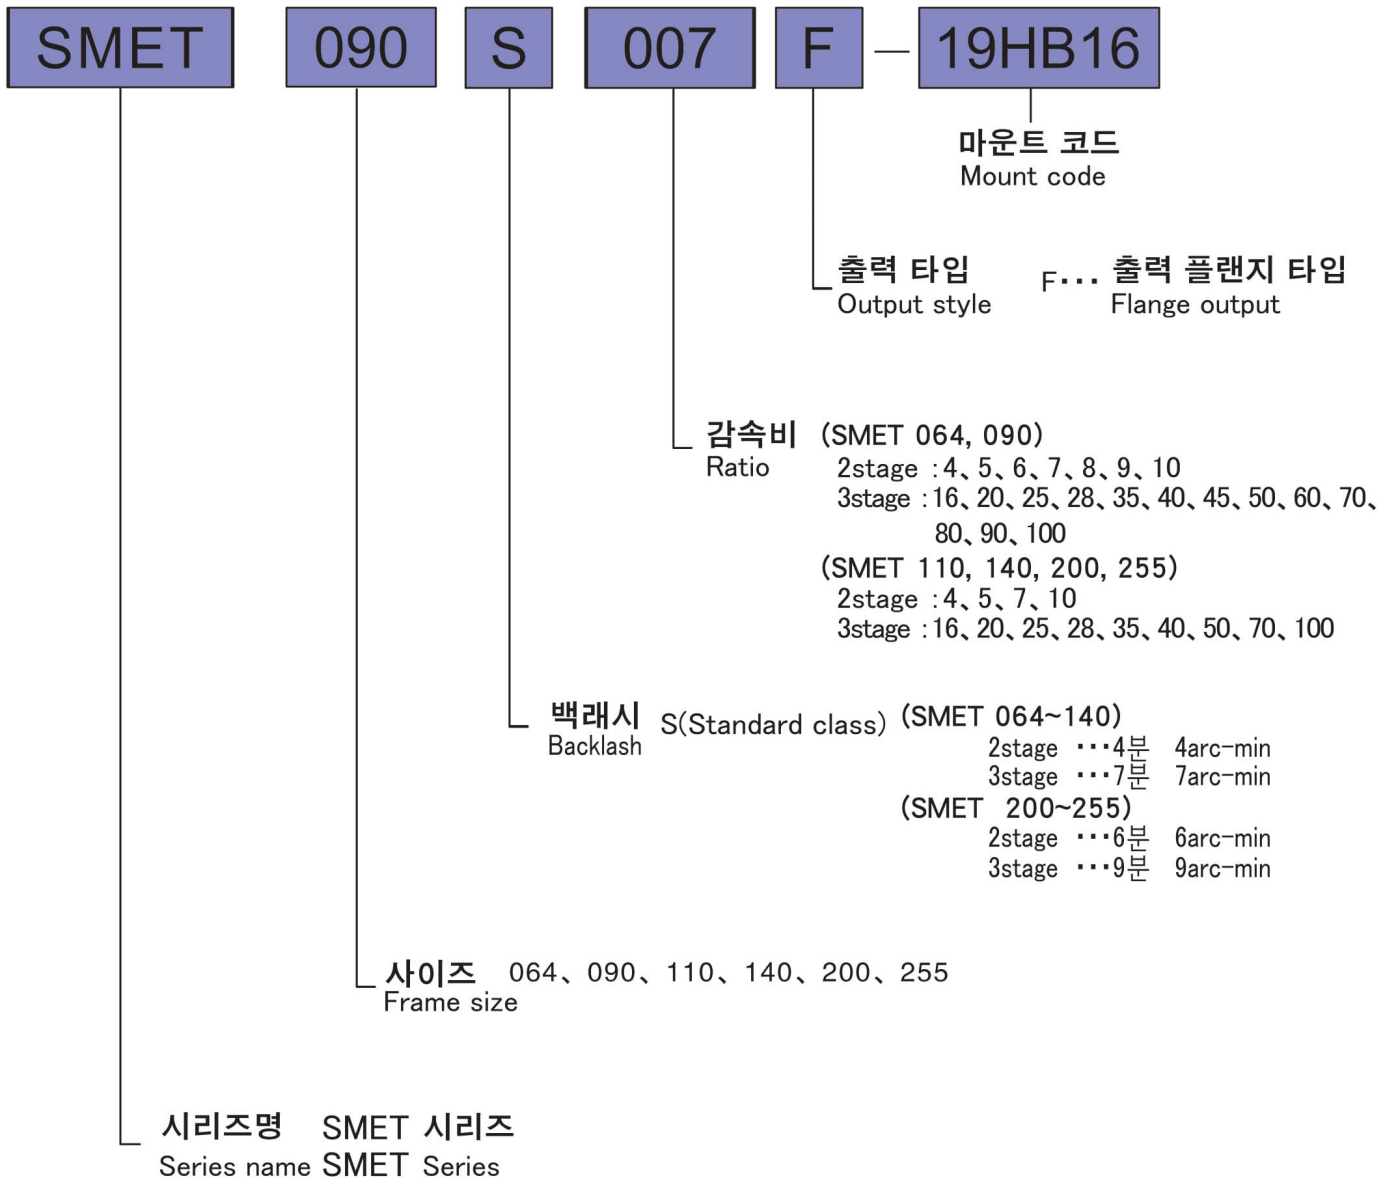 SMET 090 S 007 F — 19HB16
마운트 코드
Mount code
출력 타입 F··· 출력 플랜지 타입
Output style Flange output
감속비 (SMET 064, 090)
Ratio 2stage :4、5、6、7、8、9、10
3stage :16、20、25、28、35、40、45、50、60、70、
80、90、100
(SMET 110, 140, 200, 255)
2stage :4、5、7、10
3stage :16、20、25、28、35、40、50、70、100
백래시 S(Standard class) (SMET 064~140)
Backlash 2stage ···4분 4arc-min
3stage ···7분 7arc-min
(SMET 200~255)
2stage ···6분 6arc-min
3stage ···9분 9arc-min
사이즈 064、090、110、140、200、255
Frame size
시리즈명 SMET 시리즈
Series name SMET Series